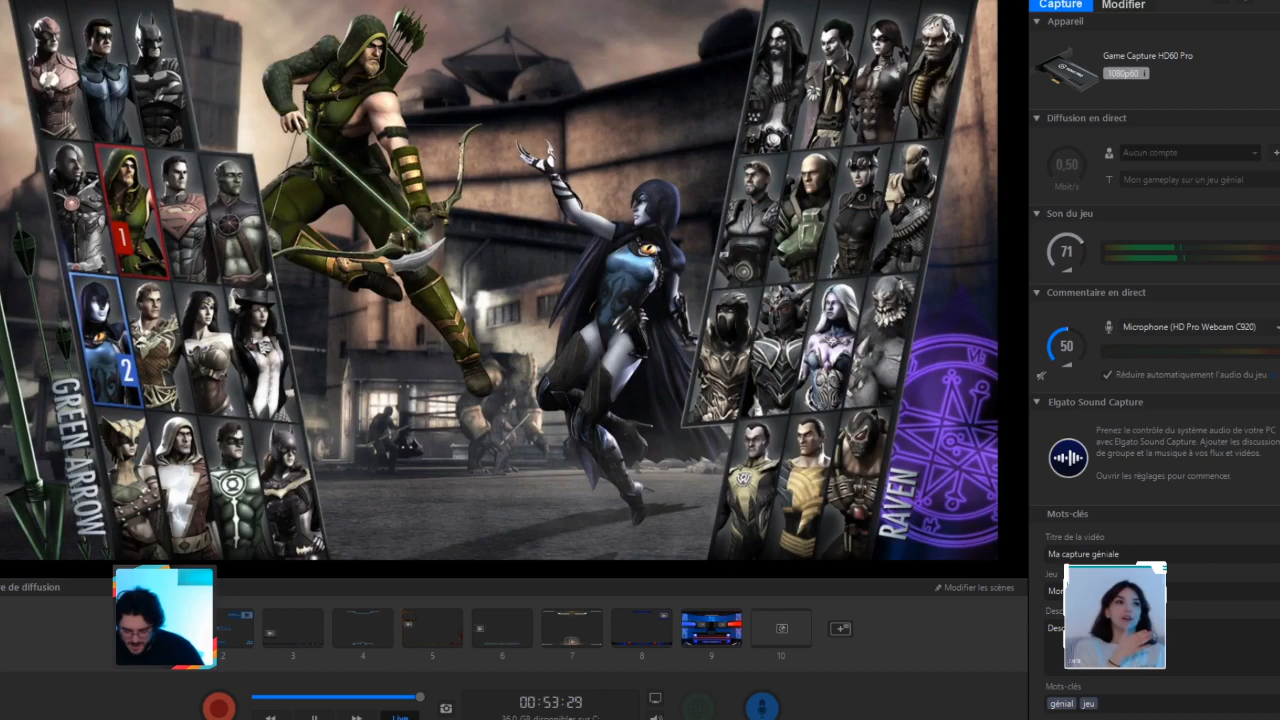 Capture Modifier
Appareil
Game Capture HD60 Pro
1080p60
Diffusion en direct
0,50
Mbit/s
Aucun compte
Mon gameplay sur un jeu génial
Son du jeu
71
Commentaire en direct
50
Microphone (HD Pro Webcam C920)
Réduire automatiquement l'audio du jeu
Elgato Sound Capture
Prenez le contrôle du système audio de votre PC
avec Elgato Sound Capture. Ajouter les discussion
de groupe et la musique à vos flux et vidéos.
Ouvrir les réglages pour commencer.
Mots-clés
Titre de la vidéo
Ma capture géniale
Jeu
Mots-clés
génial jeu
1
2
GREEN ARROW
RAVEN
re de diffusion
Modifier les scènes
2 3 4 5 6 7 8 9 10
00:53:29
Live